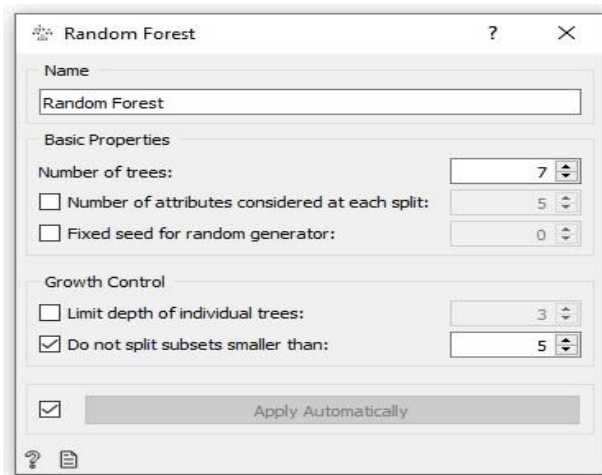 Random Forest ?
Name
Random Forest
Basic Properties
Number of trees: 7
Number of attributes considered at each split: 5
Fixed seed for random generator: 0
Growth Control
Limit depth of individual trees: 3
Do not split subsets smaller than: 5
Apply Automatically
?